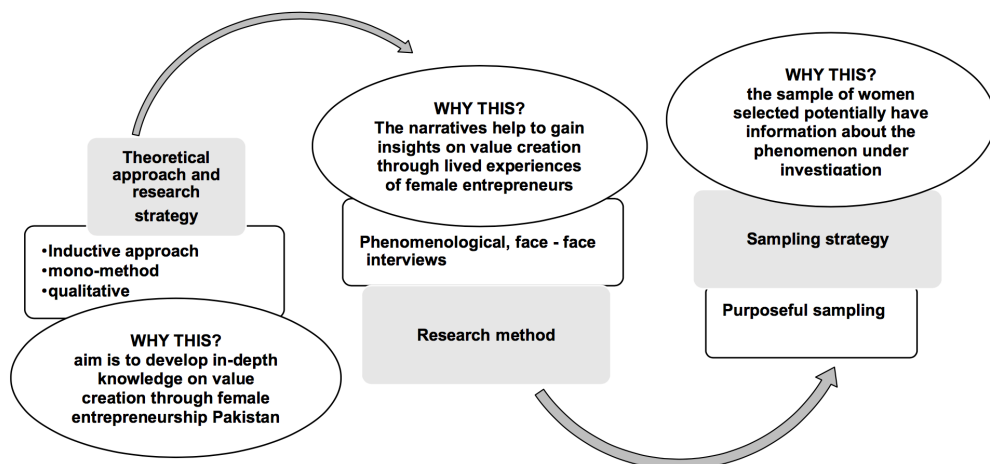 Theoretical
approach and
research
strategy
•Inductive approach
•mono-method
•qualitative
WHY THIS?
aim is to develop in-depth
knowledge on value
creation through female
entrepreneurship Pakistan
WHY THIS?
The narratives help to gain
insights on value creation
through lived experiences
of female entrepreneurs
Phenomenological, face - face
interviews
Research method
WHY THIS?
the sample of women
selected potentially have
information about the
phenomenon under
investigation
Sampling strategy
Purposeful sampling